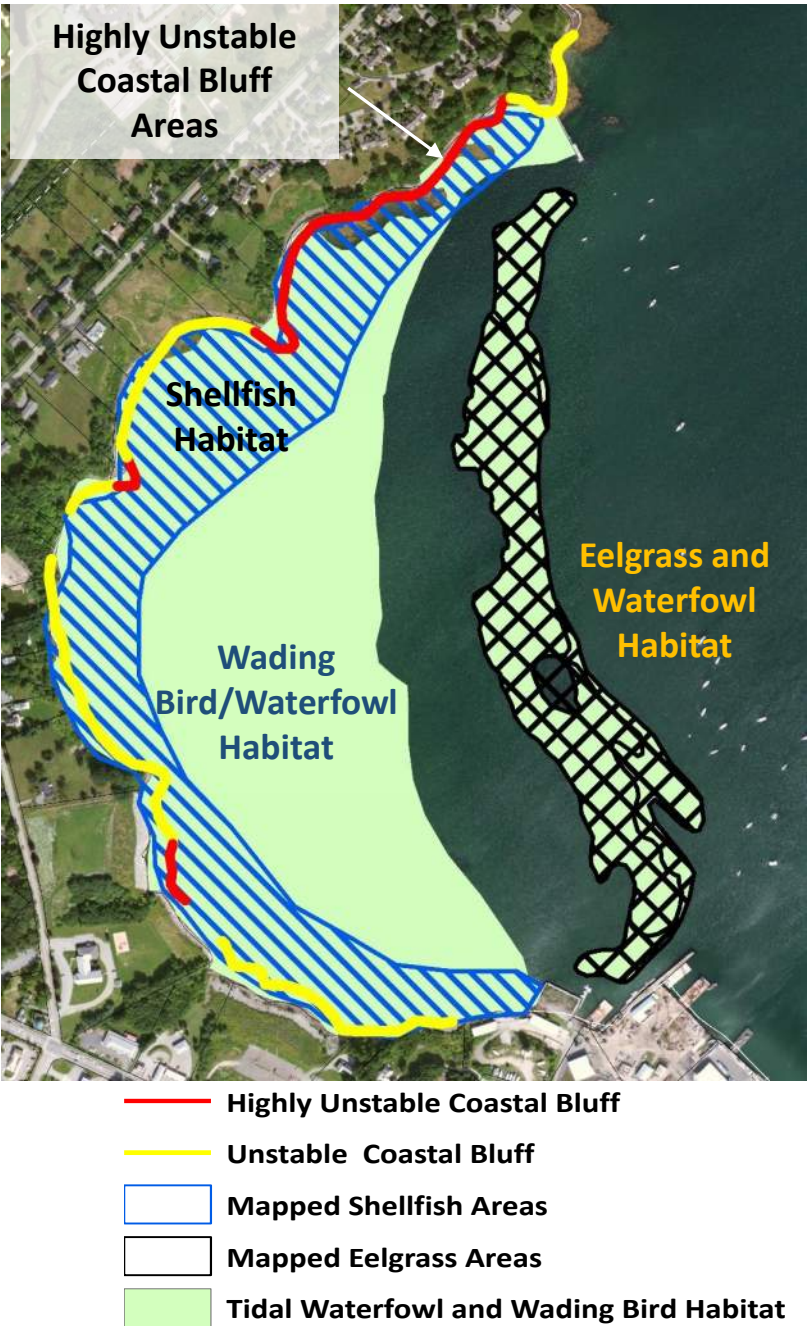 Highly Unstable
Coastal Bluff
Areas
Shellfish
Habitat
Eelgrass and
Waterfowl
Habitat
Wading
Bird/Waterfowl
Habitat
Highly Unstable Coastal Bluff
Unstable Coastal Bluff
Mapped Shellfish Areas
Mapped Eelgrass Areas
Tidal Waterfowl and Wading Bird Habitat